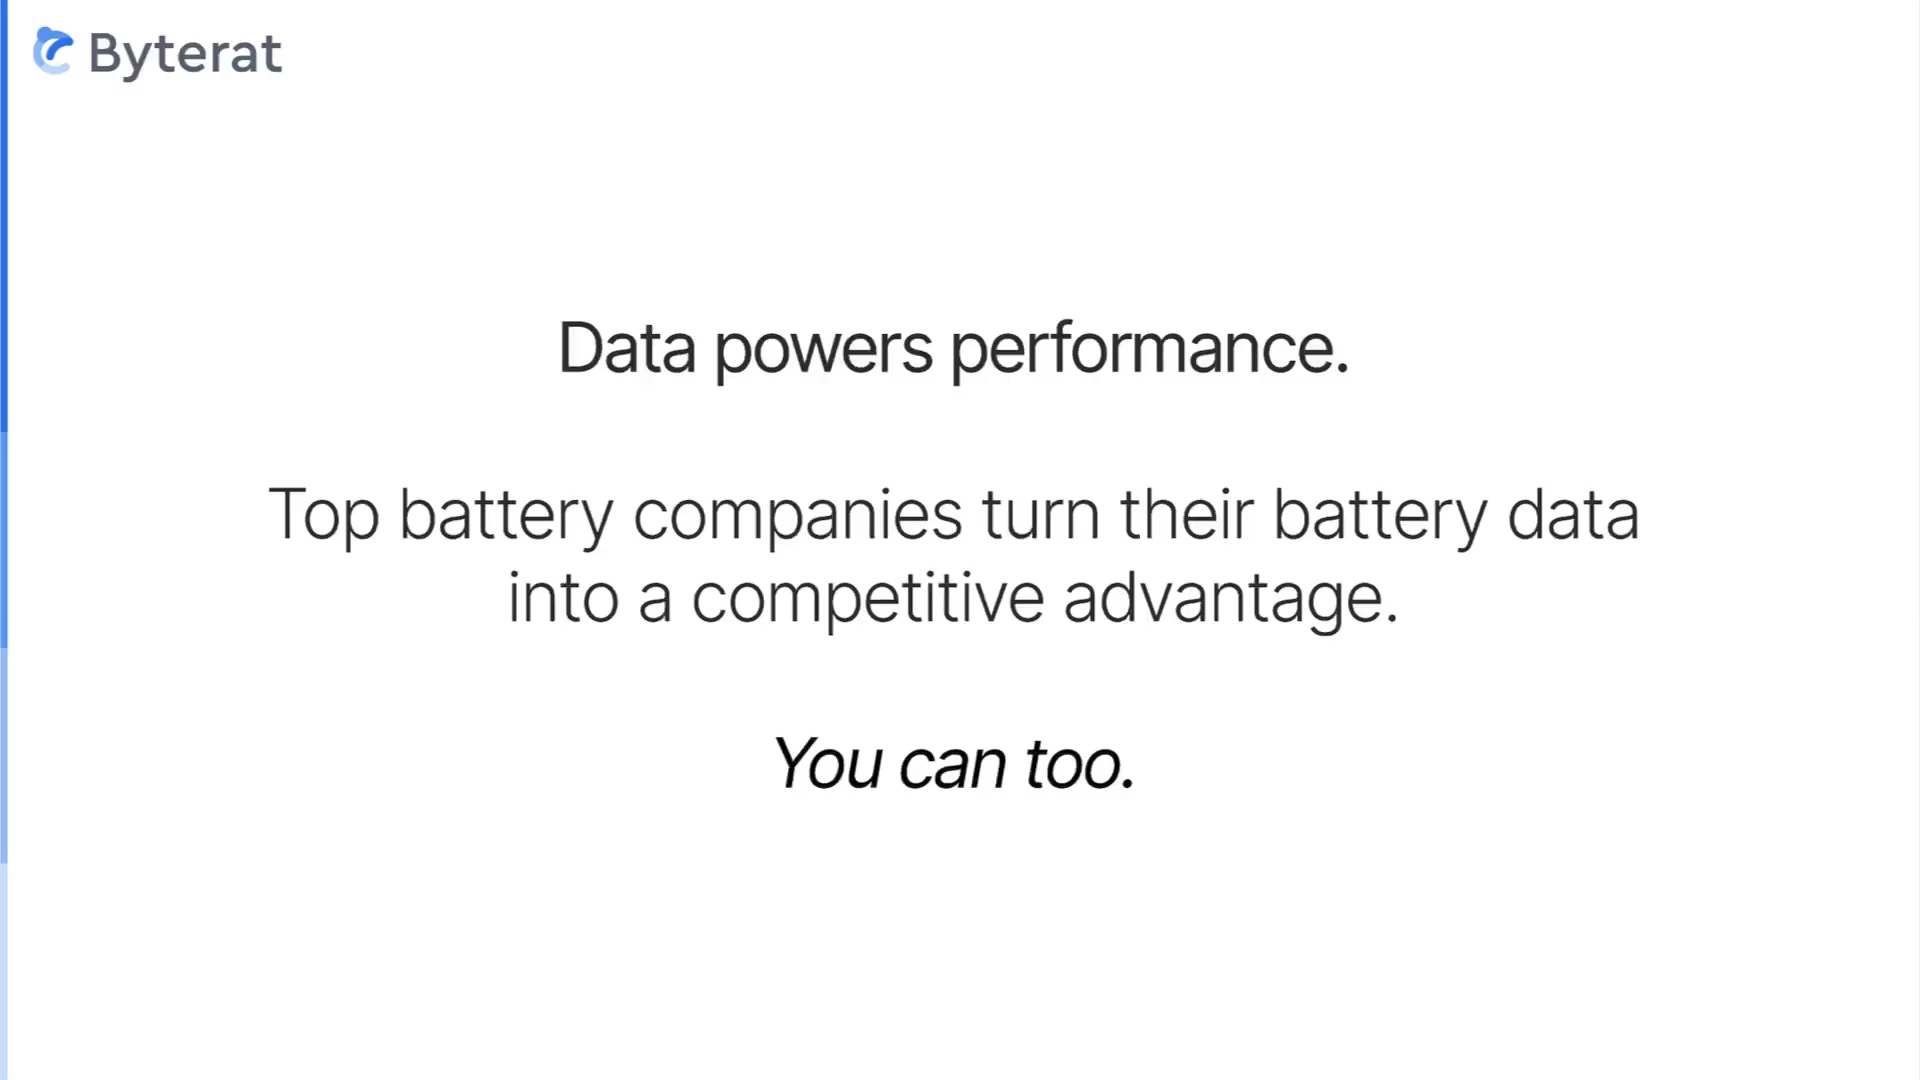 Byterat
Data powers performance.
Top battery companies turn their battery data
into a competitive advantage.
You can too.